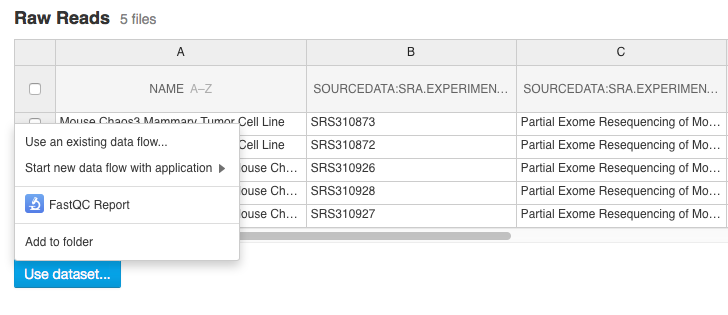 Raw Reads 5 files
A B C
NAME A–Z SOURCEDATA:SRA.EXPERIMEN... SOURCEDATA:SRA.EXPERIMEN...
Mouse Chaos3 Mammary Tumor Cell Line SRS310873 Partial Exome Resequencing of Mo...
Cell Line SRS310872 Partial Exome Resequencing of Mo...
ouse Ch... SRS310926 Partial Exome Resequencing of Mo...
ouse Ch... SRS310928 Partial Exome Resequencing of Mo...
ouse Ch... SRS310927 Partial Exome Resequencing of Mo...
Use an existing data flow...
Start new data flow with application
FastQC Report
Add to folder
Use dataset...